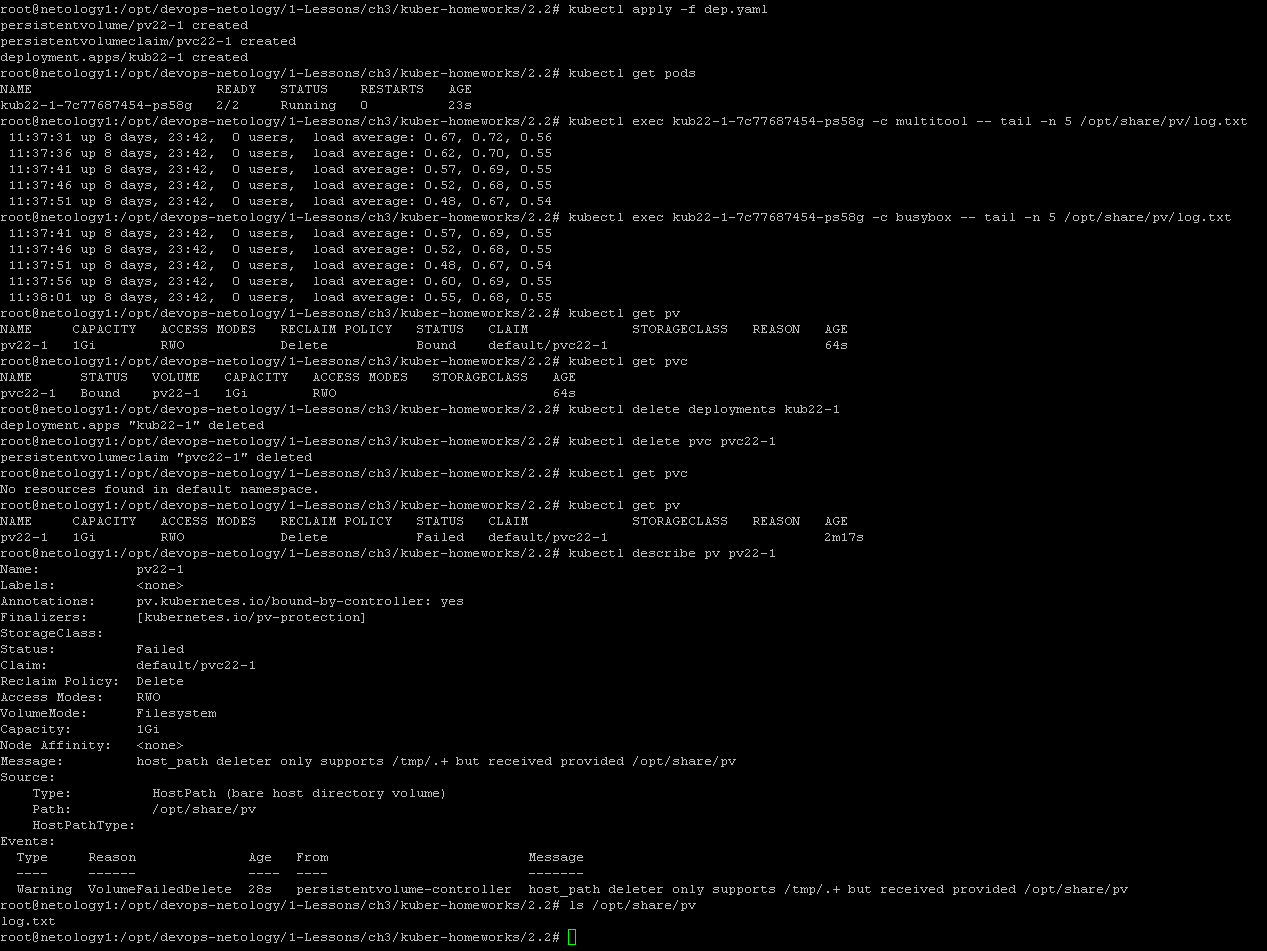 root@netology1:/opt/devops-netology/1-Lessons/ch3/kuber-homeworks/2.2# kubectl apply -f dep.yaml
persistentvolume/pv22-1 created
persistentvolumeclaim/pvc22-1 created
deployment.apps/kub22-1 created
root@netology1:/opt/devops-netology/1-Lessons/ch3/kuber-homeworks/2.2# kubectl get pods
NAME                       READY   STATUS    RESTARTS   AGE
kub22-1-7c77687454-ps58g   2/2     Running   0          23s
root@netology1:/opt/devops-netology/1-Lessons/ch3/kuber-homeworks/2.2# kubectl exec kub22-1-7c77687454-ps58g -c multitool -- tail -n 5 /opt/share/pv/log.txt
 11:37:31 up 8 days, 23:42,  0 users,  load average: 0.67, 0.72, 0.56
 11:37:36 up 8 days, 23:42,  0 users,  load average: 0.62, 0.70, 0.55
 11:37:41 up 8 days, 23:42,  0 users,  load average: 0.57, 0.69, 0.55
 11:37:46 up 8 days, 23:42,  0 users,  load average: 0.52, 0.68, 0.55
 11:37:51 up 8 days, 23:42,  0 users,  load average: 0.48, 0.67, 0.54
root@netology1:/opt/devops-netology/1-Lessons/ch3/kuber-homeworks/2.2# kubectl exec kub22-1-7c77687454-ps58g -c busybox -- tail -n 5 /opt/share/pv/log.txt
 11:37:41 up 8 days, 23:42,  0 users,  load average: 0.57, 0.69, 0.55
 11:37:46 up 8 days, 23:42,  0 users,  load average: 0.52, 0.68, 0.55
 11:37:51 up 8 days, 23:42,  0 users,  load average: 0.48, 0.67, 0.54
 11:37:56 up 8 days, 23:42,  0 users,  load average: 0.60, 0.69, 0.55
 11:38:01 up 8 days, 23:42,  0 users,  load average: 0.55, 0.68, 0.55
root@netology1:/opt/devops-netology/1-Lessons/ch3/kuber-homeworks/2.2# kubectl get pv
NAME     CAPACITY   ACCESS MODES   RECLAIM POLICY   STATUS   CLAIM             STORAGECLASS   REASON   AGE
pv22-1   1Gi        RWO            Delete           Bound    default/pvc22-1                           64s
root@netology1:/opt/devops-netology/1-Lessons/ch3/kuber-homeworks/2.2# kubectl get pvc
NAME      STATUS   VOLUME   CAPACITY   ACCESS MODES   STORAGECLASS   AGE
pvc22-1   Bound    pv22-1   1Gi        RWO                           64s
root@netology1:/opt/devops-netology/1-Lessons/ch3/kuber-homeworks/2.2# kubectl delete deployments kub22-1
deployment.apps "kub22-1" deleted
root@netology1:/opt/devops-netology/1-Lessons/ch3/kuber-homeworks/2.2# kubectl delete pvc pvc22-1
persistentvolumeclaim "pvc22-1" deleted
root@netology1:/opt/devops-netology/1-Lessons/ch3/kuber-homeworks/2.2# kubectl get pvc
No resources found in default namespace.
root@netology1:/opt/devops-netology/1-Lessons/ch3/kuber-homeworks/2.2# kubectl get pv
NAME     CAPACITY   ACCESS MODES   RECLAIM POLICY   STATUS   CLAIM             STORAGECLASS   REASON   AGE
pv22-1   1Gi        RWO            Delete           Failed   default/pvc22-1                           2m17s
root@netology1:/opt/devops-netology/1-Lessons/ch3/kuber-homeworks/2.2# kubectl describe pv pv22-1
Name:            pv22-1
Labels:          <none>
Annotations:     pv.kubernetes.io/bound-by-controller: yes
Finalizers:      [kubernetes.io/pv-protection]
StorageClass:
Status:          Failed
Claim:           default/pvc22-1
Reclaim Policy:  Delete
Access Modes:    RWO
VolumeMode:      Filesystem
Capacity:        1Gi
Node Affinity:   <none>
Message:         host_path deleter only supports /tmp/.+ but received provided /opt/share/pv
Source:
    Type:          HostPath (bare host directory volume)
    Path:          /opt/share/pv
    HostPathType:
Events:
  Type     Reason              Age   From                         Message
  ----     ------              ----  ----                         -------
  Warning  VolumeFailedDelete  28s   persistentvolume-controller  host_path deleter only supports /tmp/.+ but received provided /opt/share/pv
root@netology1:/opt/devops-netology/1-Lessons/ch3/kuber-homeworks/2.2# ls /opt/share/pv
log.txt
root@netology1:/opt/devops-netology/1-Lessons/ch3/kuber-homeworks/2.2#